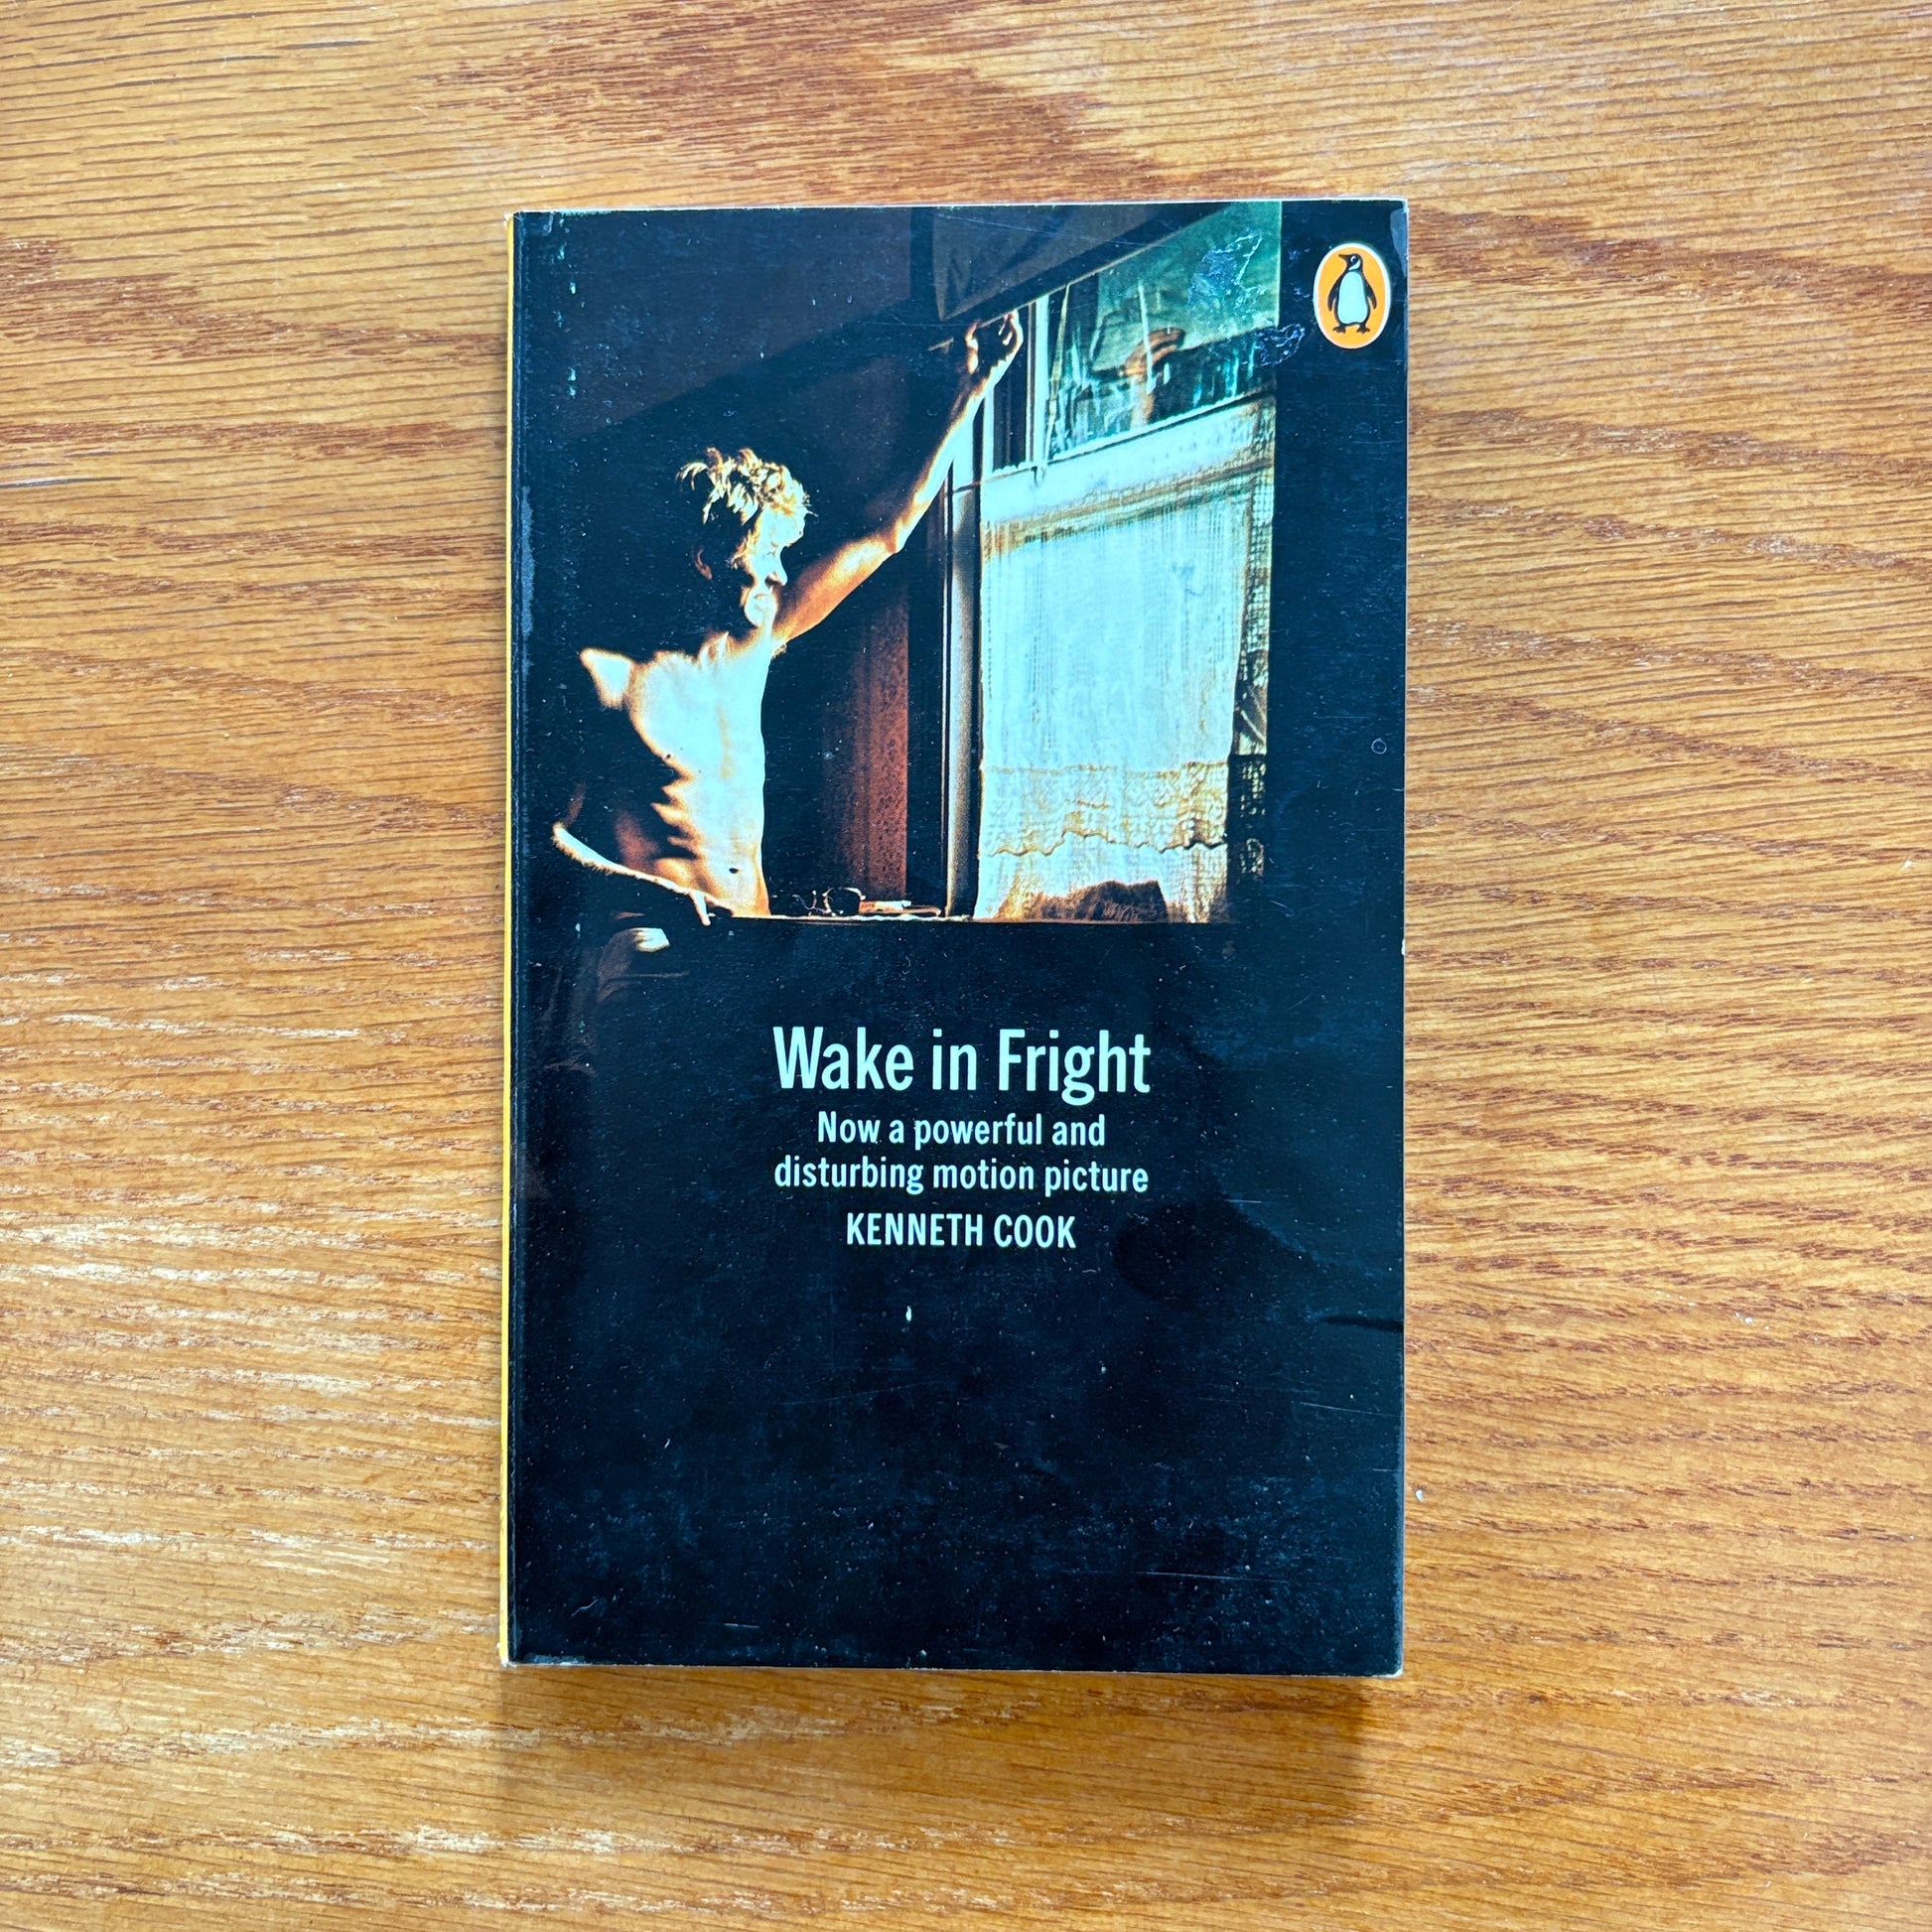 Wake in Fright
Now a powerful and
disturbing motion picture
KENNETH COOK